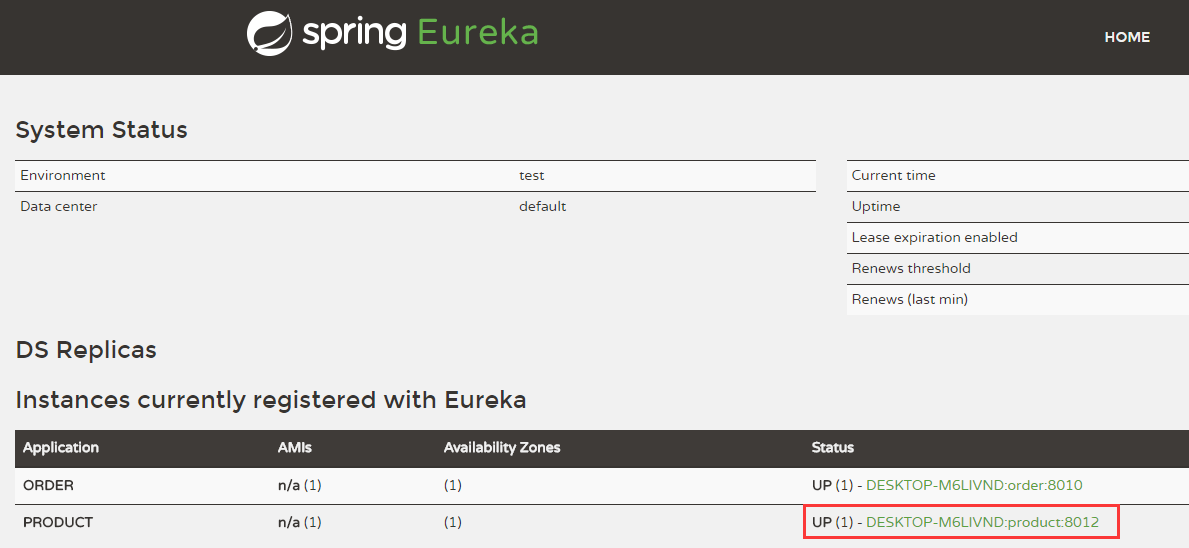 spring Eureka
HOME
System Status
Environment test
Data center default
Current time
Uptime
Lease expiration enabled
Renews threshold
Renews (last min)
DS Replicas
Instances currently registered with Eureka
Application AMIs Availability Zones Status
ORDER n/a (1) (1) UP (1) - DESKTOP-M6LIVND:order:8010
PRODUCT n/a (1) (1) UP (1) - DESKTOP-M6LIVND:product:8012